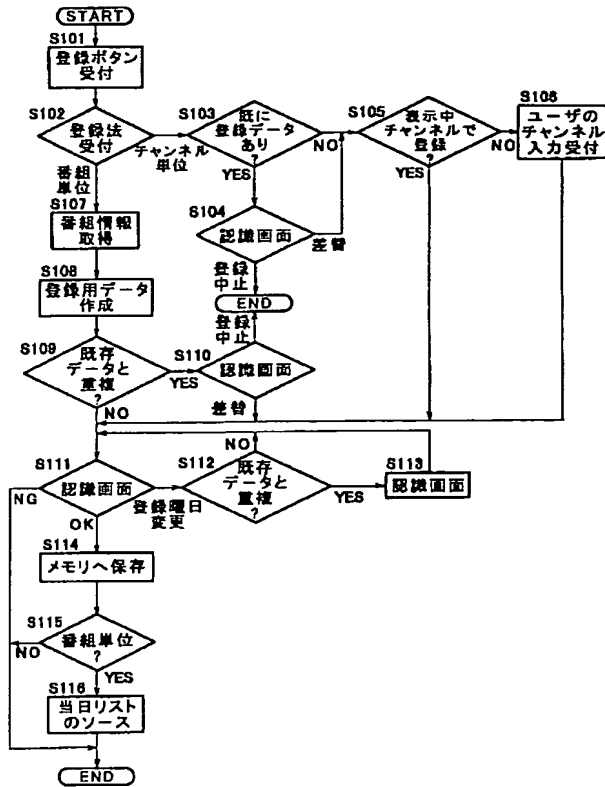 START
S101
登録ボタン
受付
S102
登録法
受付
チャンネル
単位
番組
単位
S103
既に
登録データ
あり
?
NO
YES
S104
認識画面
差替
登録
中止
END
S105
表示中
チャンネルで
登録
?
NO
YES
S106
ユーザの
チャンネル
入力受付
S107
番組情報
取得
S108
登録用データ
作成
S109
既存
データと
重複
?
YES
NO
S110
登録
中止
認識画面
差替
S111
認識画面
NG
OK
登録曜日
変更
S112
NO
既存
データと
重複
?
YES
S113
認識画面
S114
メモリへ保存
S115
番組単位
?
NO
YES
S116
当日リスト
のソース
END